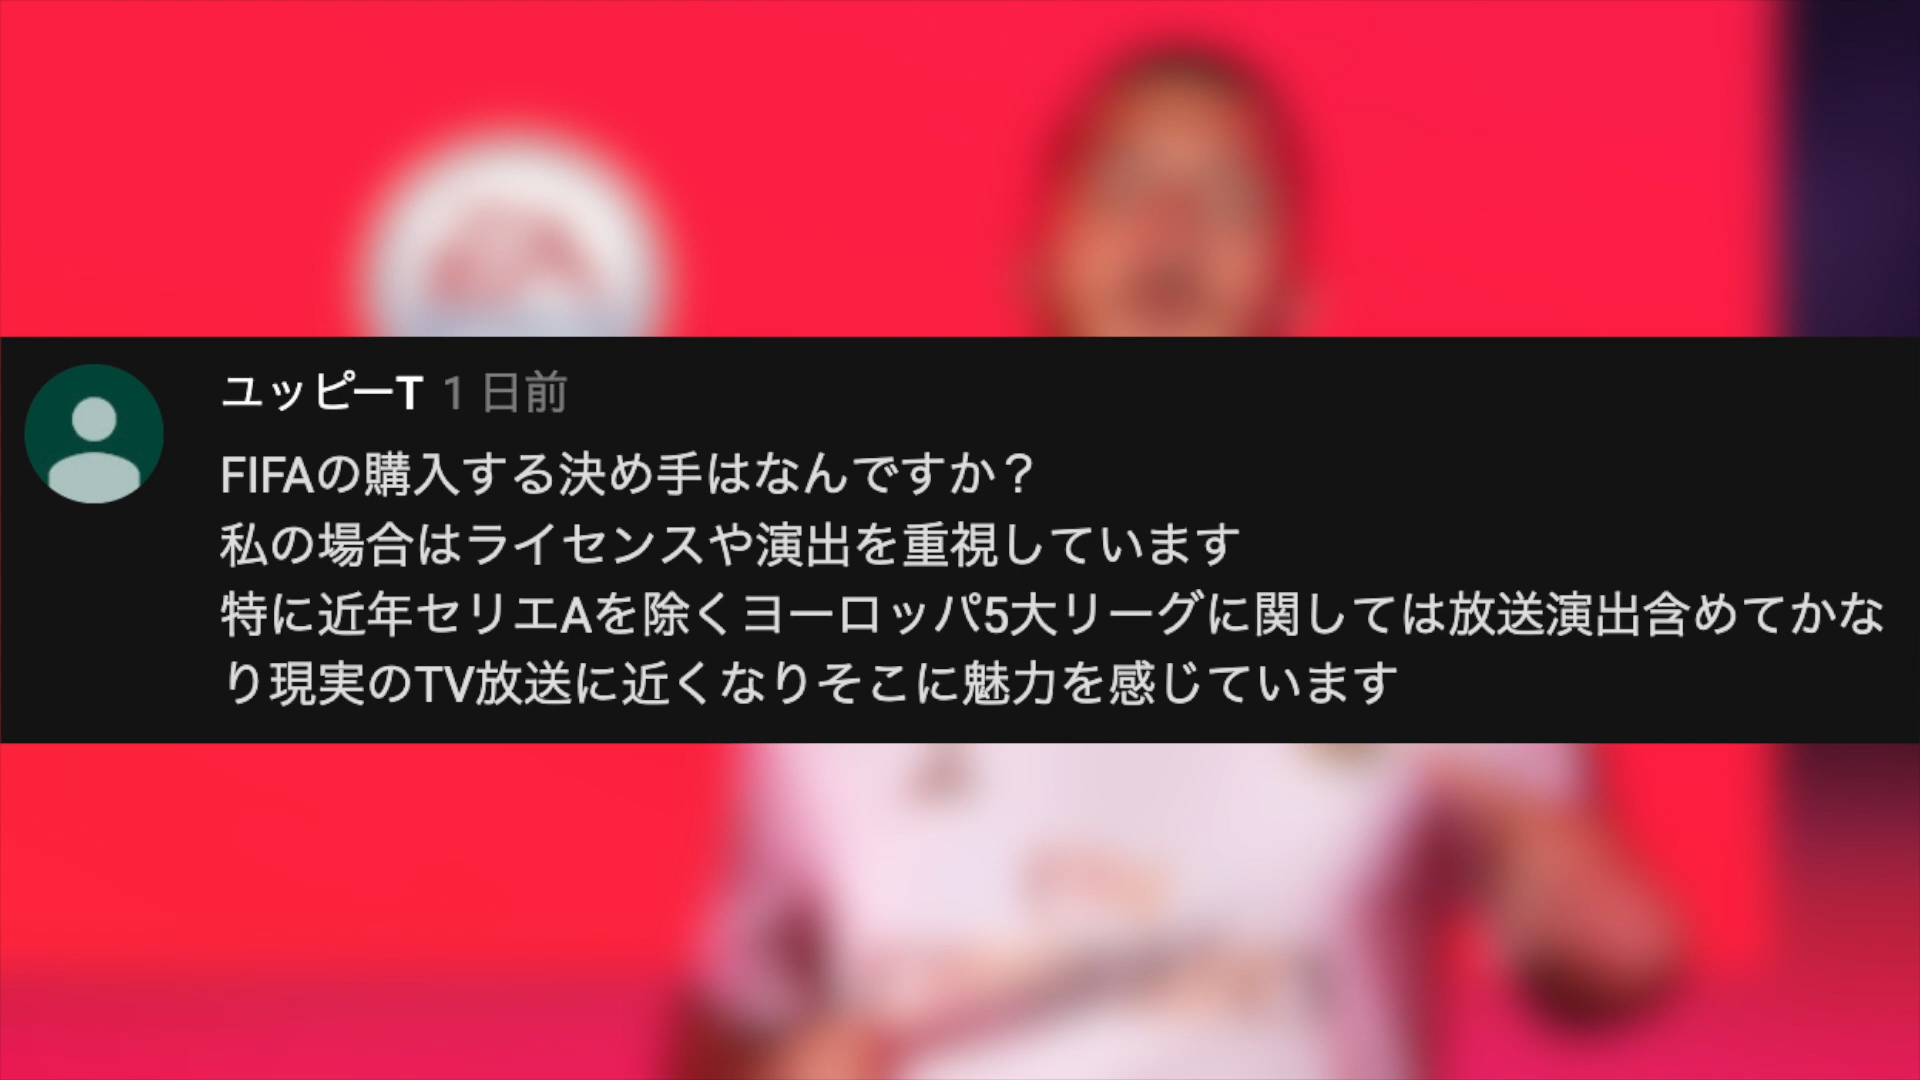 ユッピーT 1 日前
FIFAの購入する決め手はなんですか？
私の場合はライセンスや演出を重視しています
特に近年セリエAを除くヨーロッパ5大リーグに関しては放送演出含めてかな
り現実のTV放送に近くなりそこに魅力を感じています